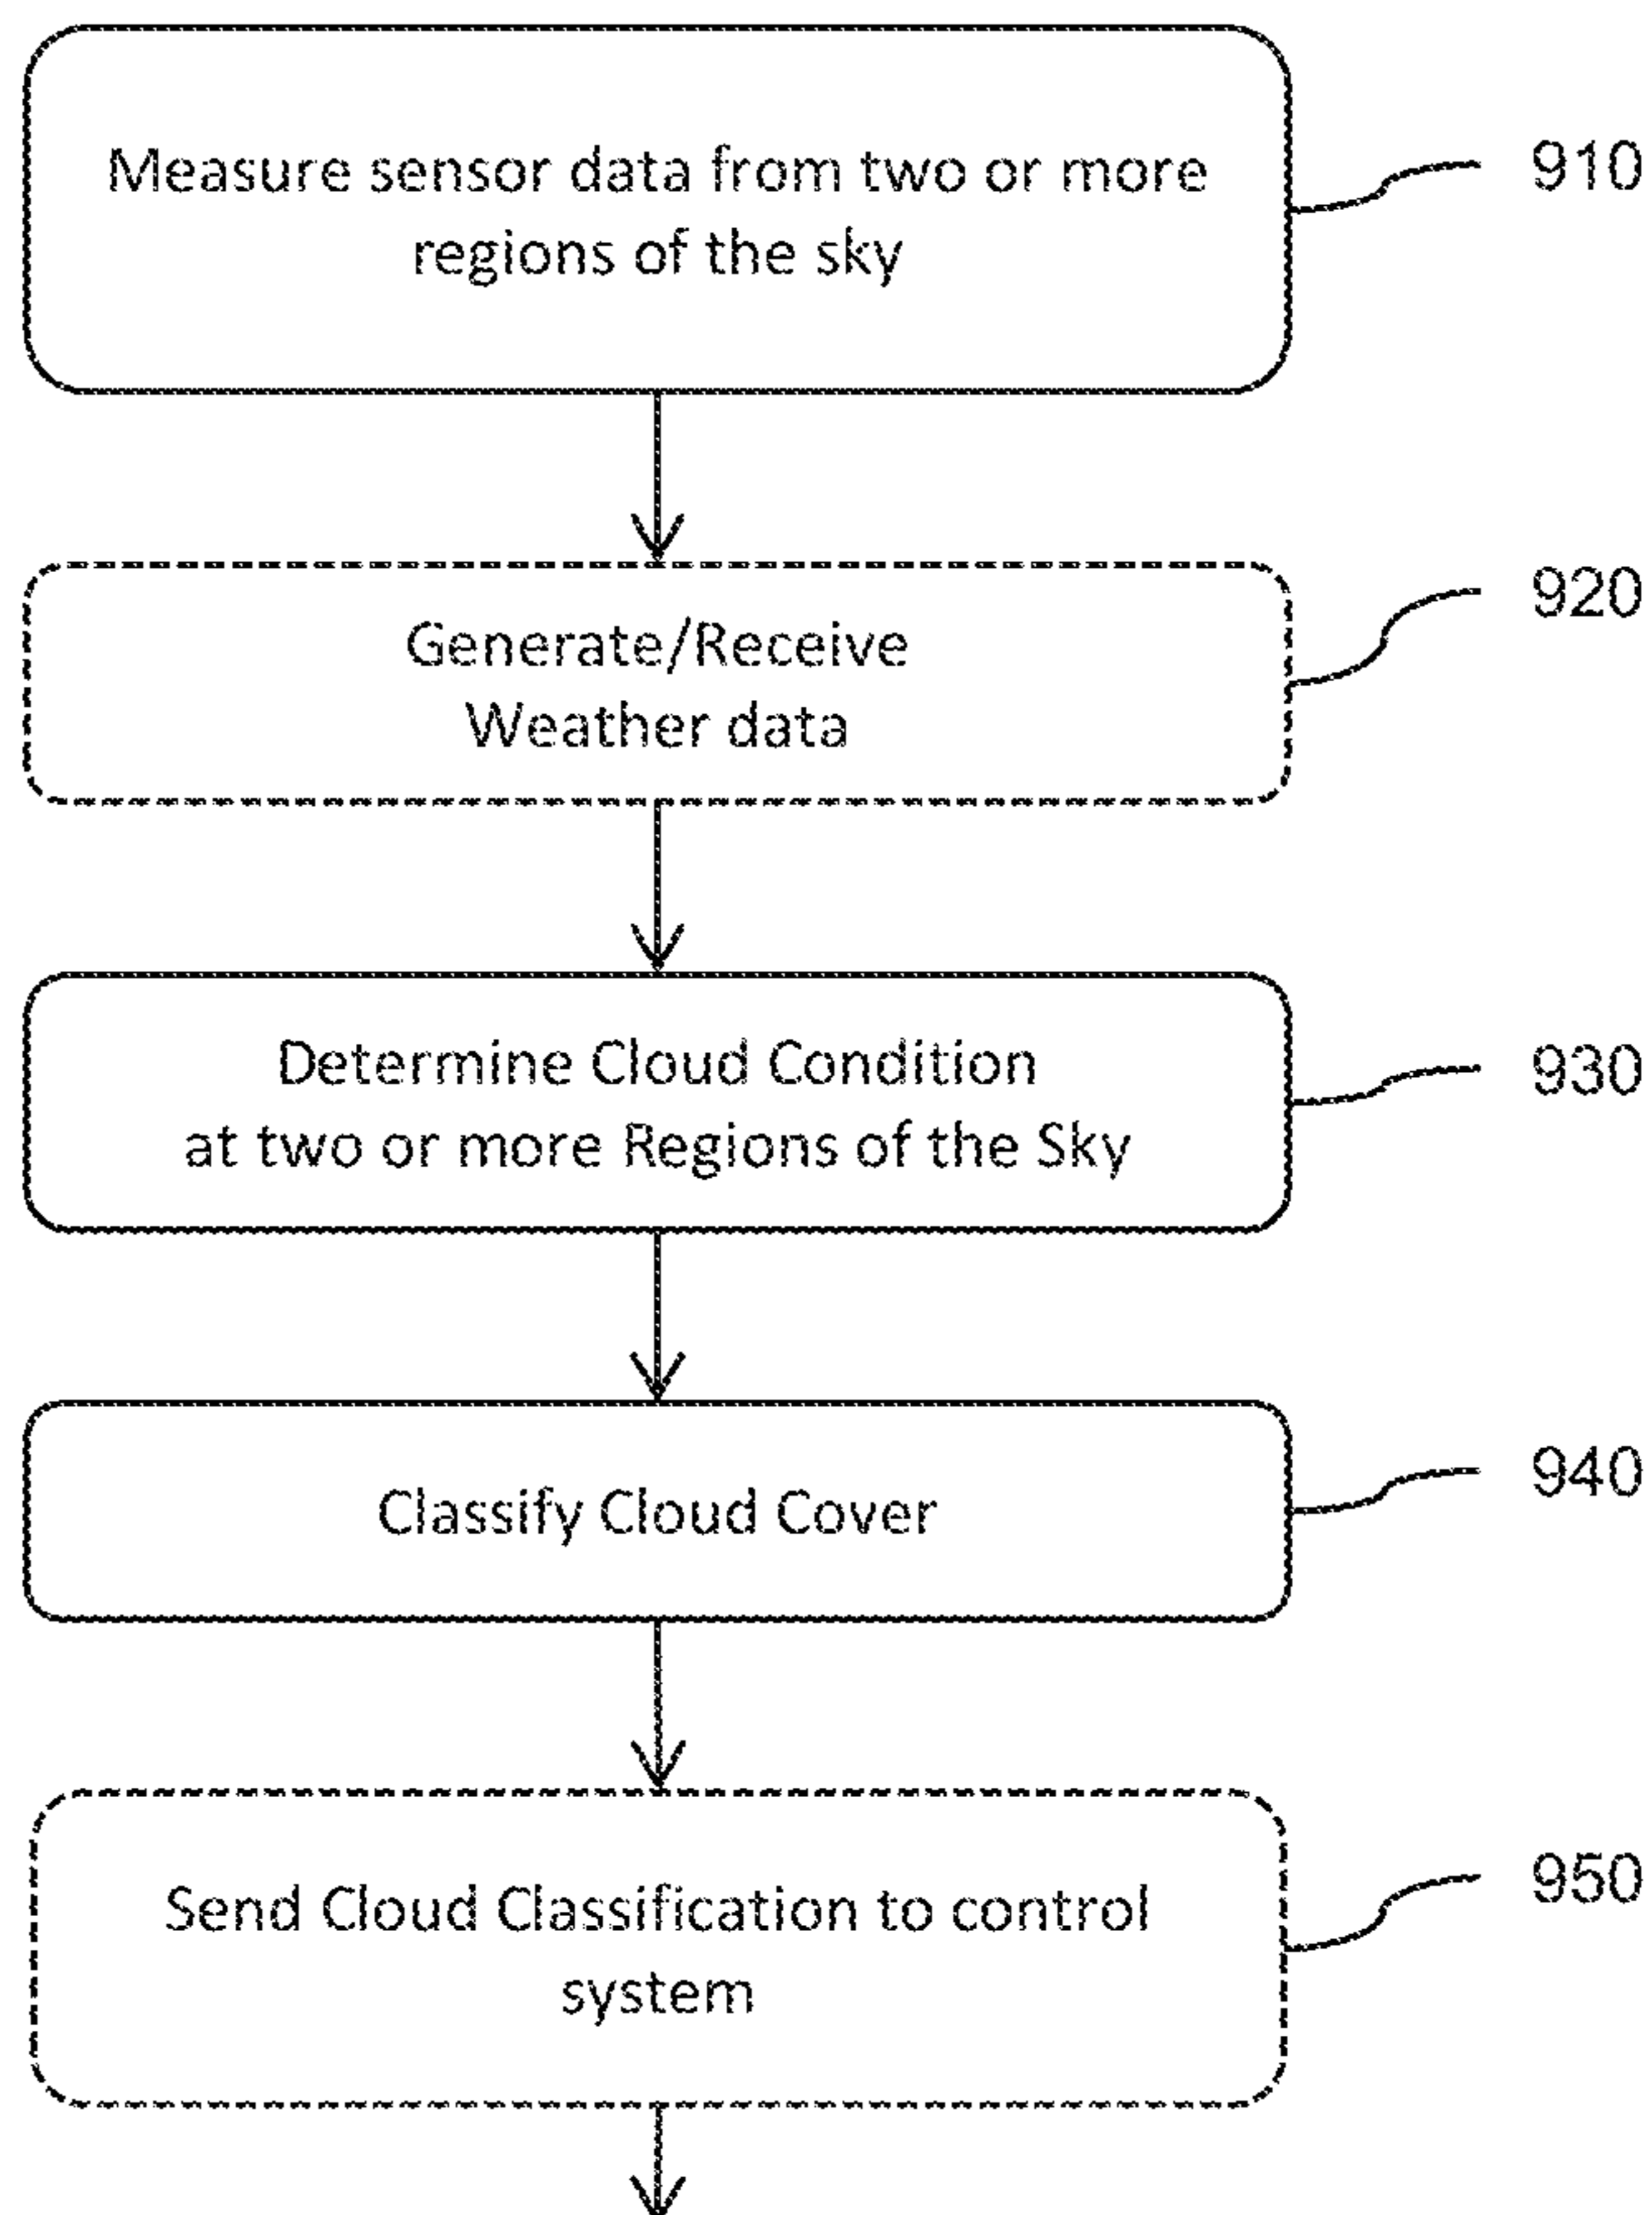 Measure sensor data from two or more
regions of the sky
910
Generate/Receive
Weather data
920
Determine Cloud Condition
at two or more Regions of the Sky
930
Classify Cloud Cover
940
Send Cloud Classification to control
system
950